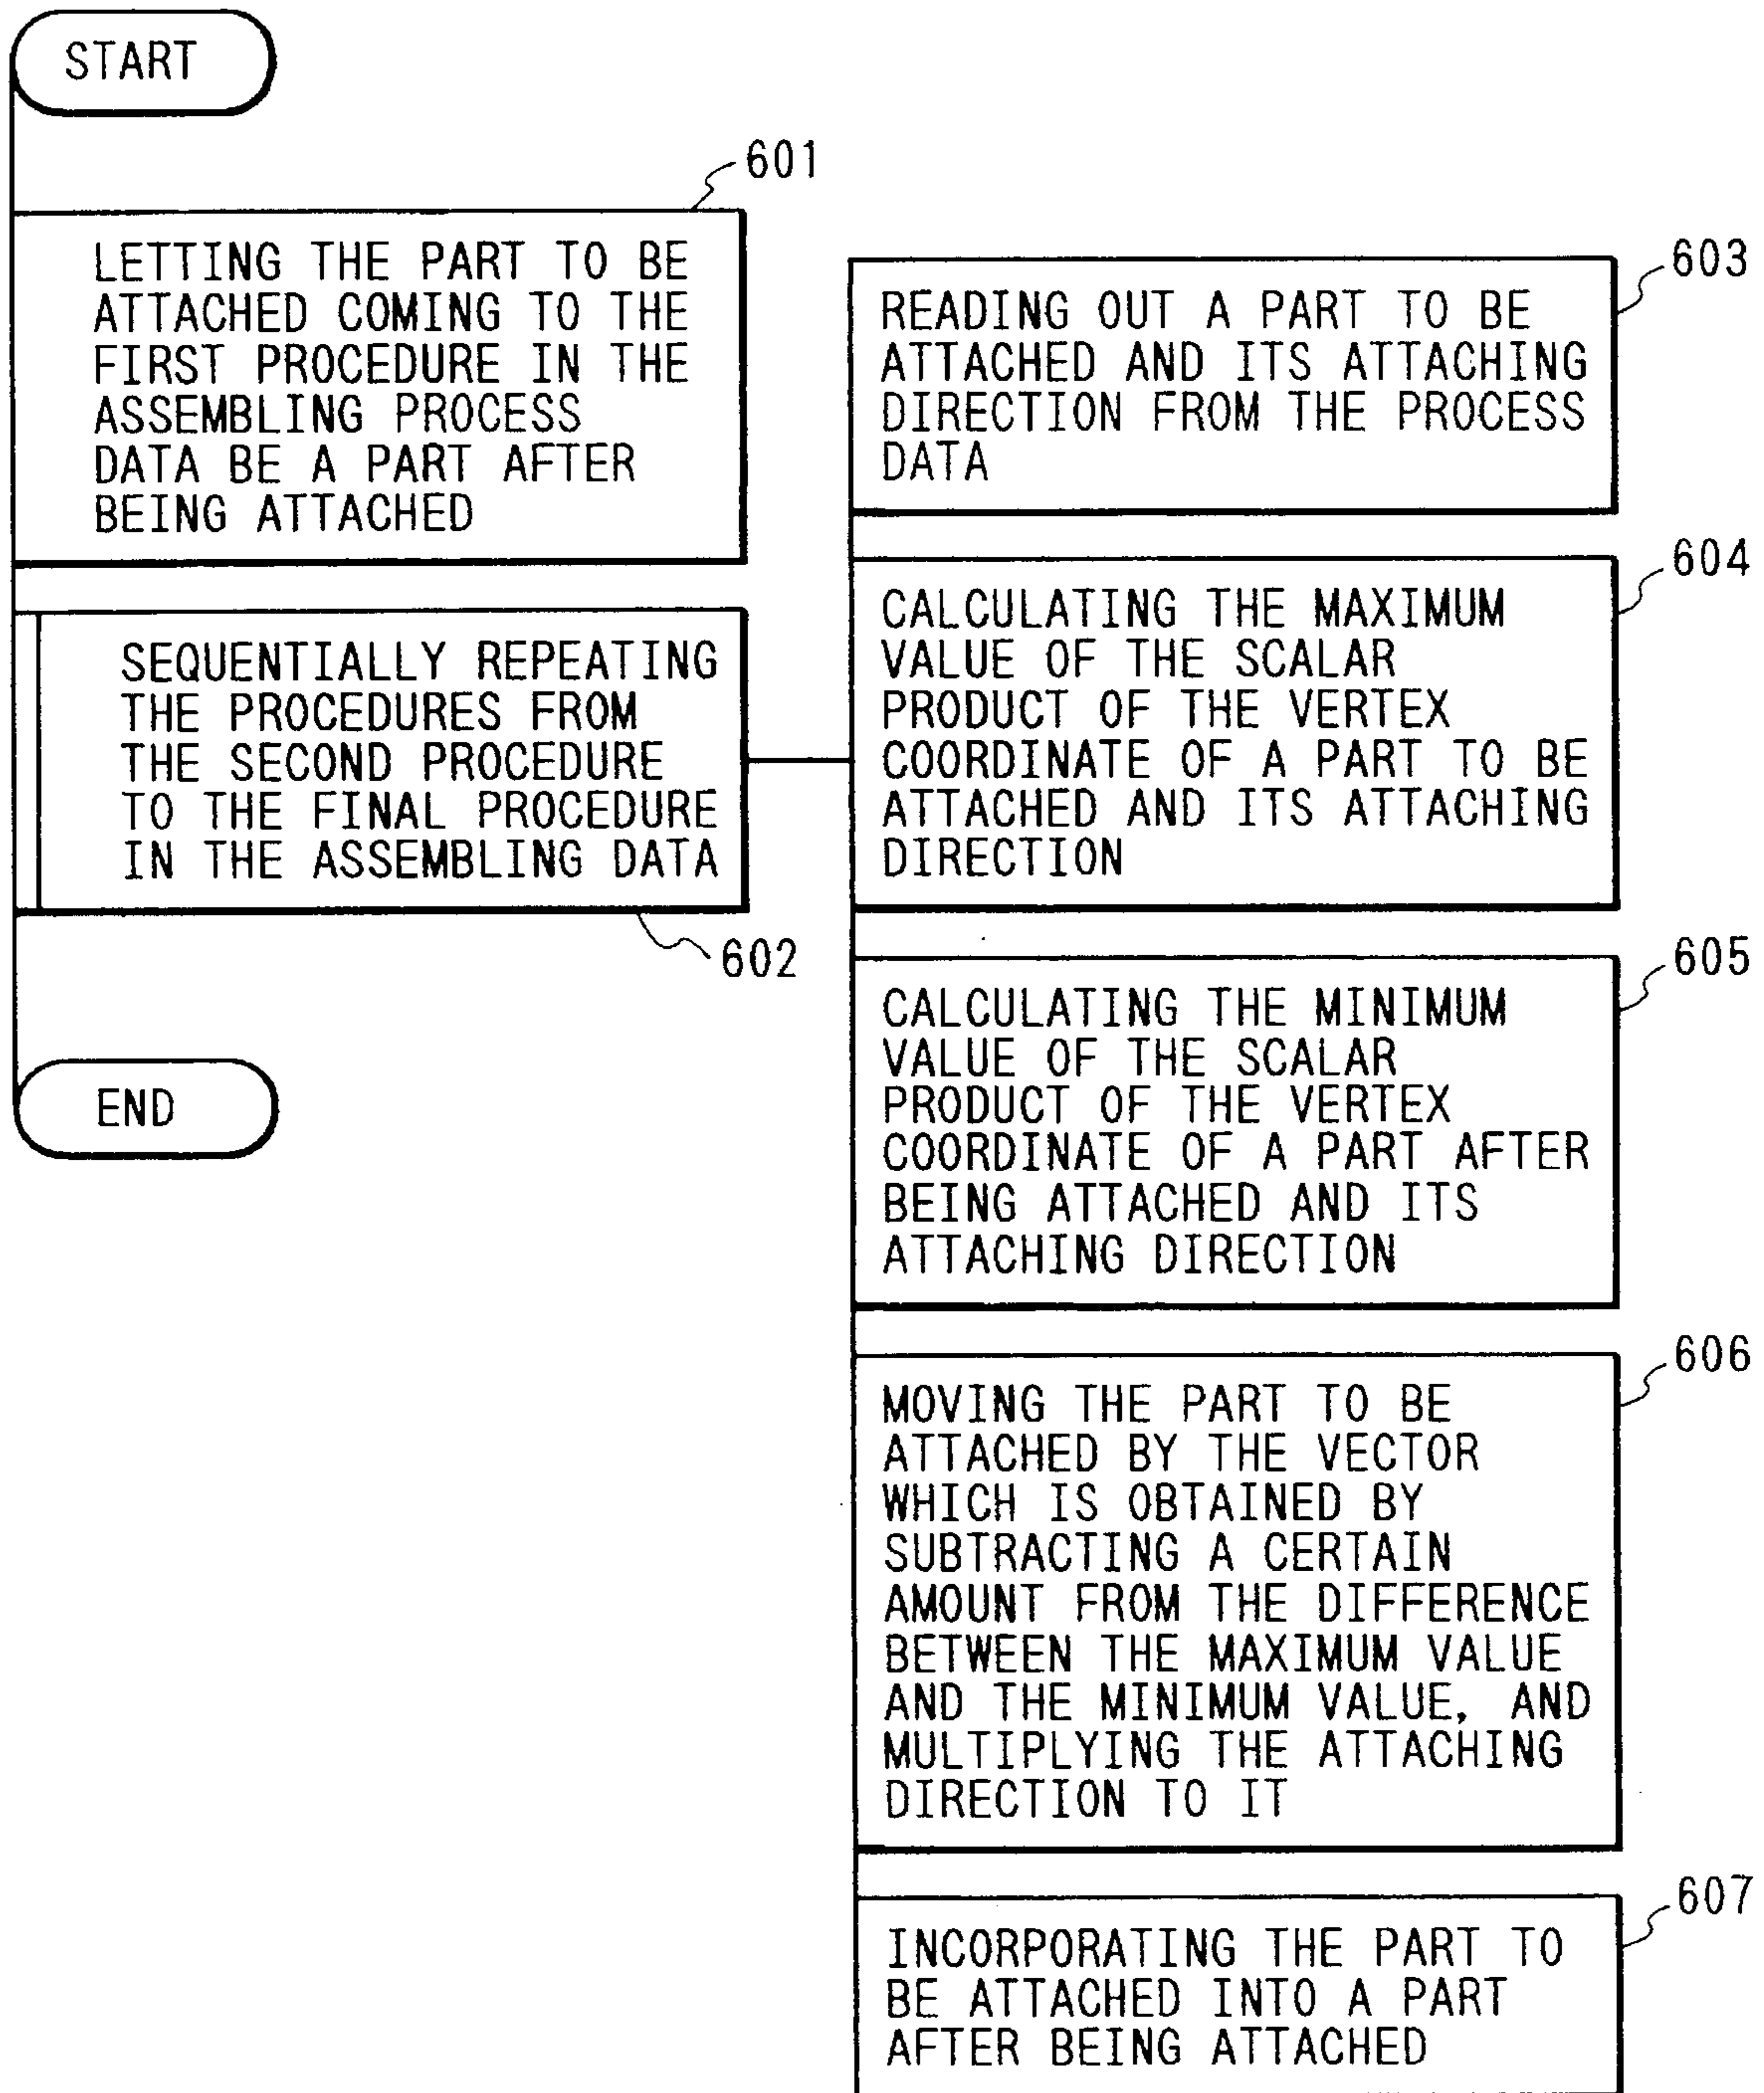 START
601
LETTING THE PART TO BE
ATTACHED COMING TO THE
FIRST PROCEDURE IN THE
ASSEMBLING PROCESS
DATA BE A PART AFTER
BEING ATTACHED
SEQUENTIALLY REPEATING
THE PROCEDURES FROM
THE SECOND PROCEDURE
TO THE FINAL PROCEDURE
IN THE ASSEMBLING DATA
602
END
603
READING OUT A PART TO BE
ATTACHED AND ITS ATTACHING
DIRECTION FROM THE PROCESS
DATA
604
CALCULATING THE MAXIMUM
VALUE OF THE SCALAR
PRODUCT OF THE VERTEX
COORDINATE OF A PART TO BE
ATTACHED AND ITS ATTACHING
DIRECTION
605
CALCULATING THE MINIMUM
VALUE OF THE SCALAR
PRODUCT OF THE VERTEX
COORDINATE OF A PART AFTER
BEING ATTACHED AND ITS
ATTACHING DIRECTION
606
MOVING THE PART TO BE
ATTACHED BY THE VECTOR
WHICH IS OBTAINED BY
SUBTRACTING A CERTAIN
AMOUNT FROM THE DIFFERENCE
BETWEEN THE MAXIMUM VALUE
AND THE MINIMUM VALUE, AND
MULTIPLYING THE ATTACHING
DIRECTION TO IT
607
INCORPORATING THE PART TO
BE ATTACHED INTO A PART
AFTER BEING ATTACHED